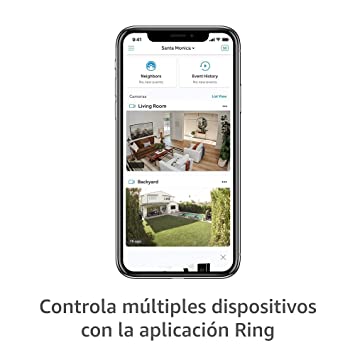 9:41
Santa Monica
Neighbors
No new events
Event History
No new events
Cameras
List View
Living Room
Backyard
Controla múltiples dispositivos
con la aplicación Ring